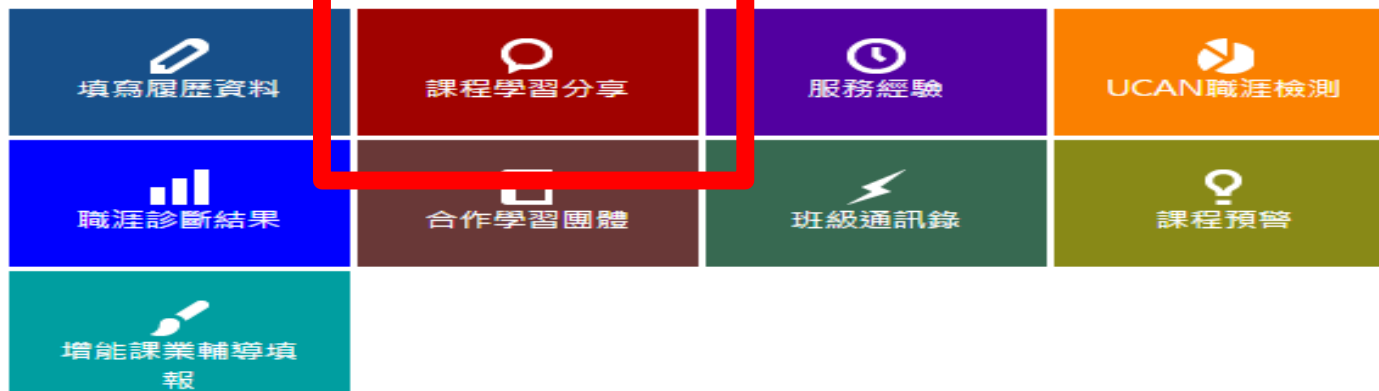 填寫履歷資料
課程學習分享
服務經驗
UCAN職涯檢測
職涯診斷結果
合作學習團體
班級通訊錄
課程預警
增能課業輔導填
報